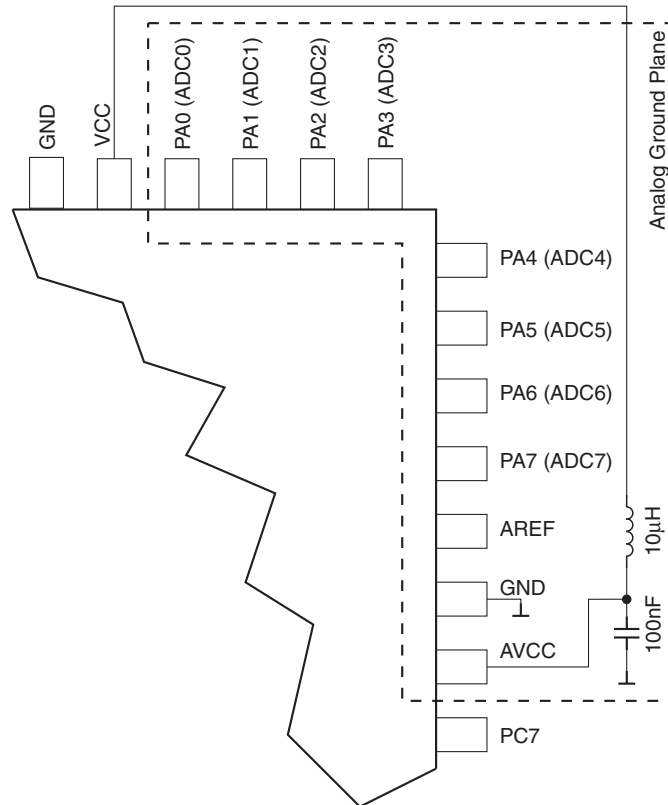 GND
VCC
PA0 (ADC0)
PA1 (ADC1)
PA2 (ADC2)
PA3 (ADC3)
Analog Ground Plane
PA4 (ADC4)
PA5 (ADC5)
PA6 (ADC6)
PA7 (ADC7)
AREF
10μH
GND
AVCC
100nF
PC7